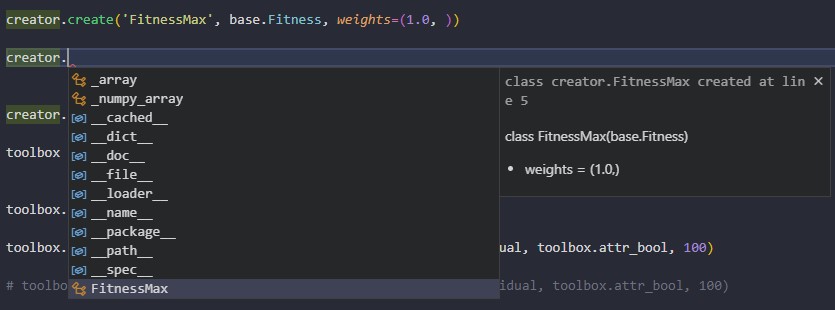 creator.create('FitnessMax', base.Fitness, weights=(1.0, ))
creator.
_array
_numpy_array
__cached__
__dict__
__doc__
__file__
__loader__
__name__
__package__
__path__
__spec__
FitnessMax
class creator.FitnessMax created at lin
e 5
class FitnessMax(base.Fitness)
• weights = (1.0,)
creator.
toolbox
toolbox.
toolbox. ual, toolbox.attr_bool, 100)
# toolbo idual, toolbox.attr_bool, 100)